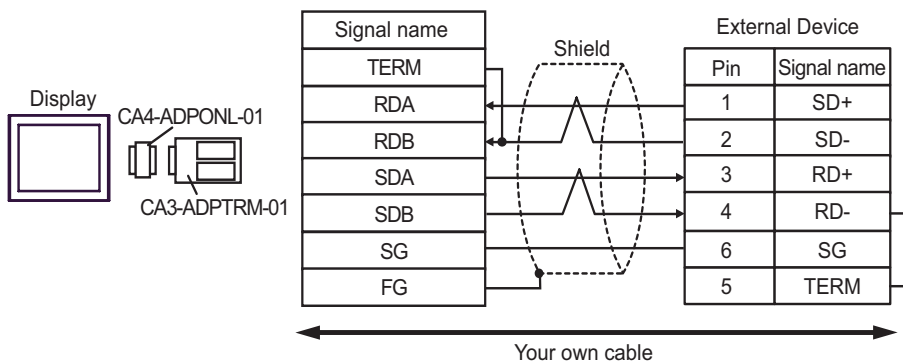 Display
CA4-ADPONL-01
CA3-ADPTRM-01
Signal name
TERM
RDA
RDB
SDA
SDB
SG
FG
Shield
External Device
Pin Signal name
1 SD+
2 SD-
3 RD+
4 RD-
6 SG
5 TERM
Your own cable